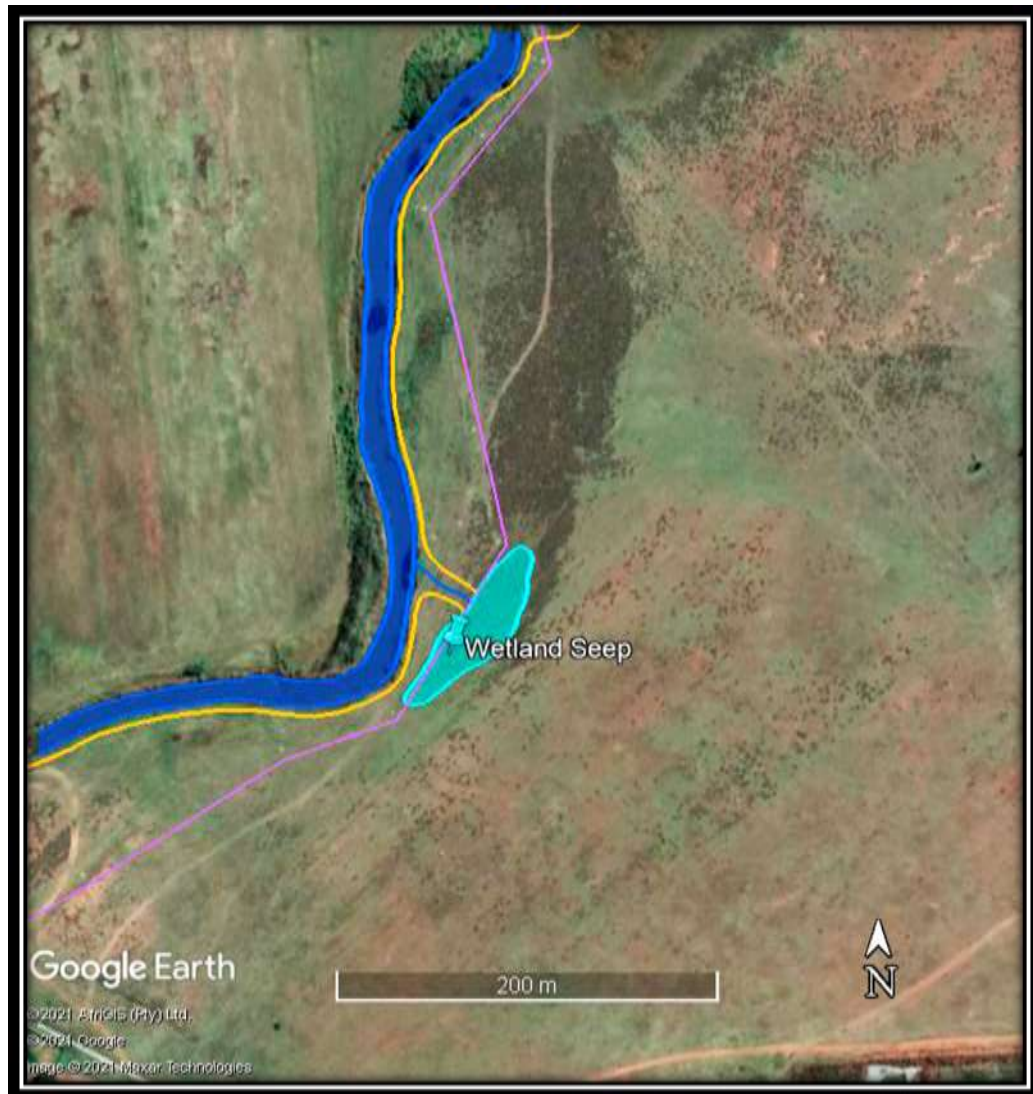 Wetland Seep
Google Earth
200 m
N
©2021 AfriGIS (Pty) Ltd.
©2021 Google
Image © 2021 Maxar Technologies